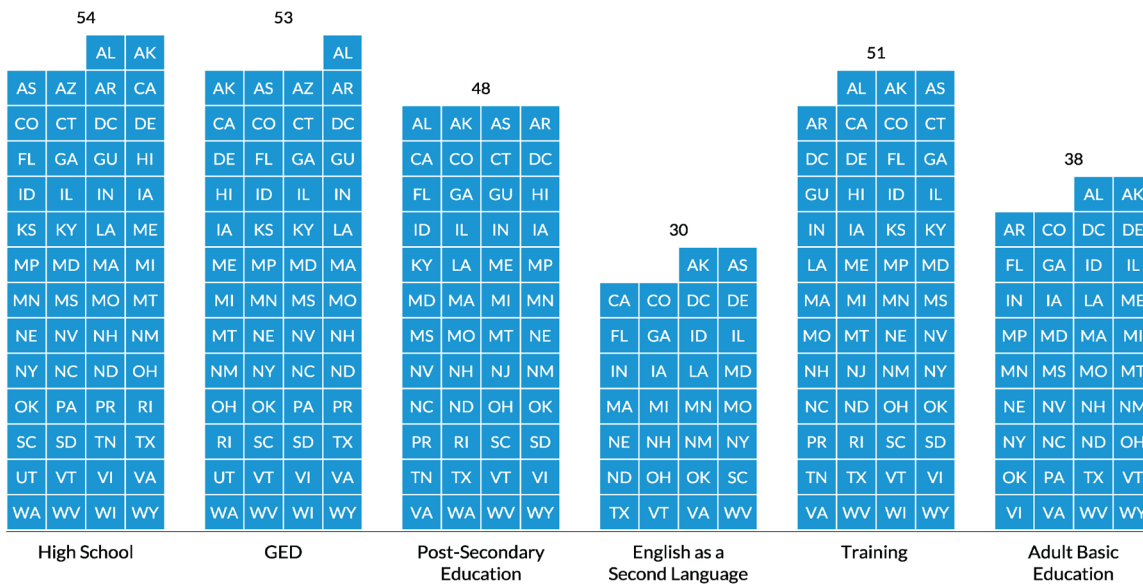 54
AL AK
AS AZ AR CA
CO CT DC DE
FL GA GU HI
ID IL IN IA
KS KY LA ME
MP MD MA MI
MN MS MO MT
NE NV NH NM
NY NC ND OH
OK PA PR RI
SC SD TN TX
UT VT VI VA
WA WV WI WY
High School
53
AL
AK AS AZ AR
CA CO CT DC
DE FL GA GU
HI ID IL IN
IA KS KY LA
ME MP MD MA
MI MN MS MO
MT NE NV NH
NM NY NC ND
OH OK PA PR
RI SC SD TX
UT VT VI VA
WA WV WI WY
GED
48
AL AK AS AR
CA CO CT DC
FL GA GU HI
ID IL IN IA
KY LA ME MP
MD MA MI MN
MS MO MT NE
NV NH NJ NM
NC ND OH OK
PR RI SC SD
TN TX VT VI
VA WA WV WY
Post-Secondary
Education
30
AK AS
CA CO DC DE
FL GA ID IL
IN IA LA MD
MA MI MN MO
NE NH NM NY
ND OH OK SC
TX VT VA WV
English as a
Second Language
51
AL AK AS
AR CA CO CT
DC DE FL GA
GU HI ID IL
IN IA KS KY
LA ME MP MD
MA MI MN MS
MO MT NE NV
NH NJ NM NY
NC ND OH OK
PR RI SC SD
TN TX VT VI
VA WV WI WY
Training
38
AL AK
AR CO DC DE
FL GA ID IL
IN IA LA ME
MP MD MA MI
MN MS MO MT
NE NV NH NM
NY NC ND OH
OK PA TX VT
VI VA WV WY
Adult Basic
Education